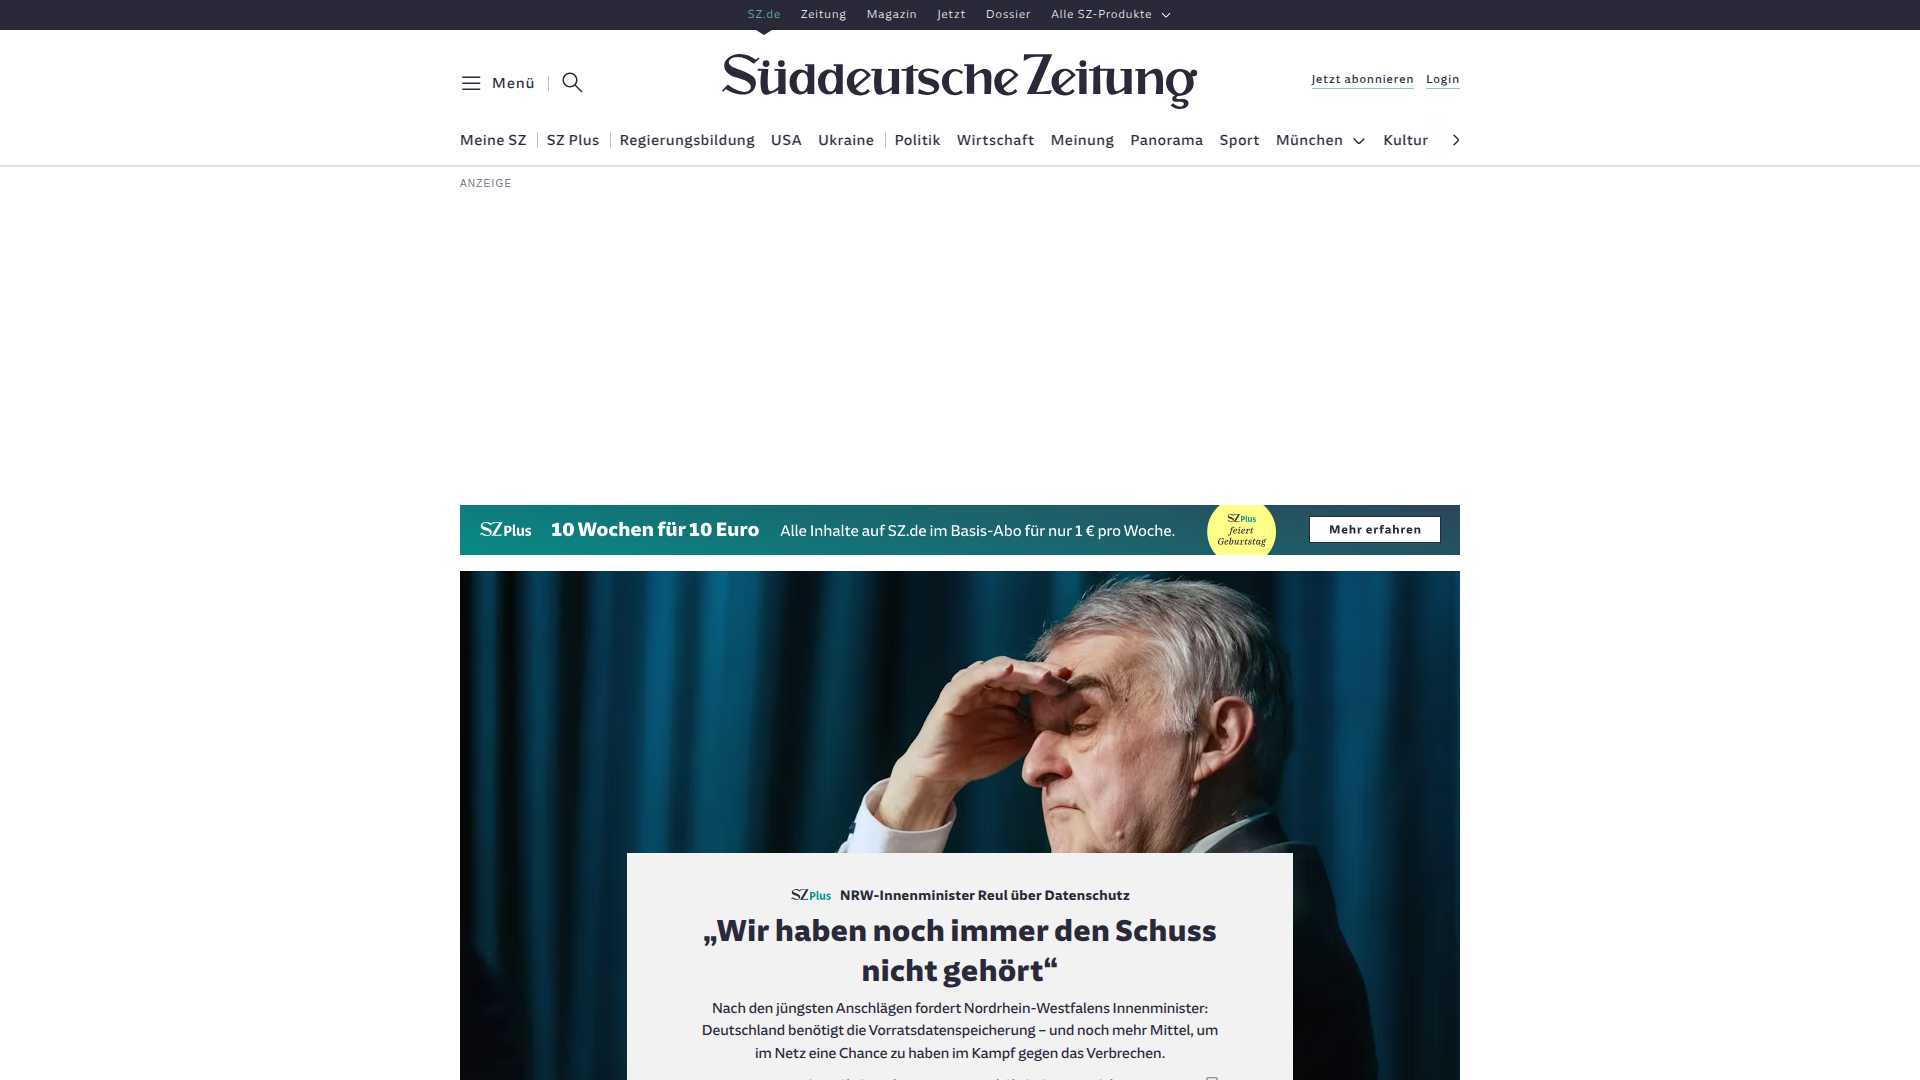 SZ.de Zeitung Magazin Jetzt Dossier Alle SZ-Produkte
Menü
Süddeutsche Zeitung
Jetzt abonnieren Login
Meine SZ SZ Plus Regierungsbildung USA Ukraine Politik Wirtschaft Meinung Panorama Sport München Kultur
ANZEIGE
SZ Plus 10 Wochen für 10 Euro Alle Inhalte auf SZ.de im Basis-Abo für nur 1 € pro Woche.
SZ Plus
feiert
Geburtstag
Mehr erfahren
SZ Plus NRW-Innenminister Reul über Datenschutz
„Wir haben noch immer den Schuss
nicht gehört“
Nach den jüngsten Anschlägen fordert Nordrhein-Westfalens Innenminister:
Deutschland benötigt die Vorratsdatenspeicherung – und noch mehr Mittel, um
im Netz eine Chance zu haben im Kampf gegen das Verbrechen.